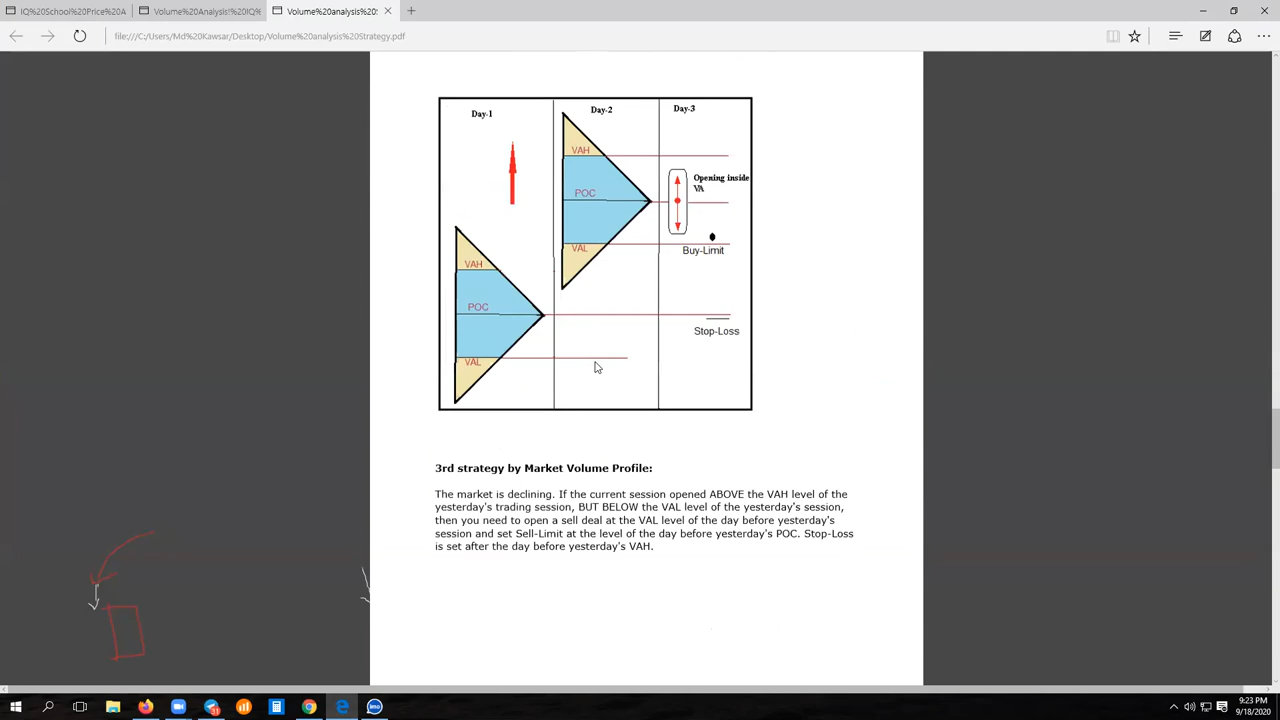 IQ%20School%20Price%20A
Volume%20Analysis!%20IQ%
Volume%20analysis%20S
file:///C:/Users/Md%20Kawsar/Desktop/Volume%20analysis%20Strategy.pdf
Day-1
Day-2
Day-3
VAH
Opening inside
VA
POC
VAL
Buy-Limit
VAH
POC
Stop-Loss
VAL
3rd strategy by Market Volume Profile:
The market is declining. If the current session opened ABOVE the VAH level of the
yesterday's trading session, BUT BELOW the VAL level of the yesterday's session,
then you need to open a sell deal at the VAL level of the day before yesterday's
session and set Sell-Limit at the level of the day before yesterday's POC. Stop-Loss
is set after the day before yesterday's VAH.
31
imo
9:23 PM
9/18/2020